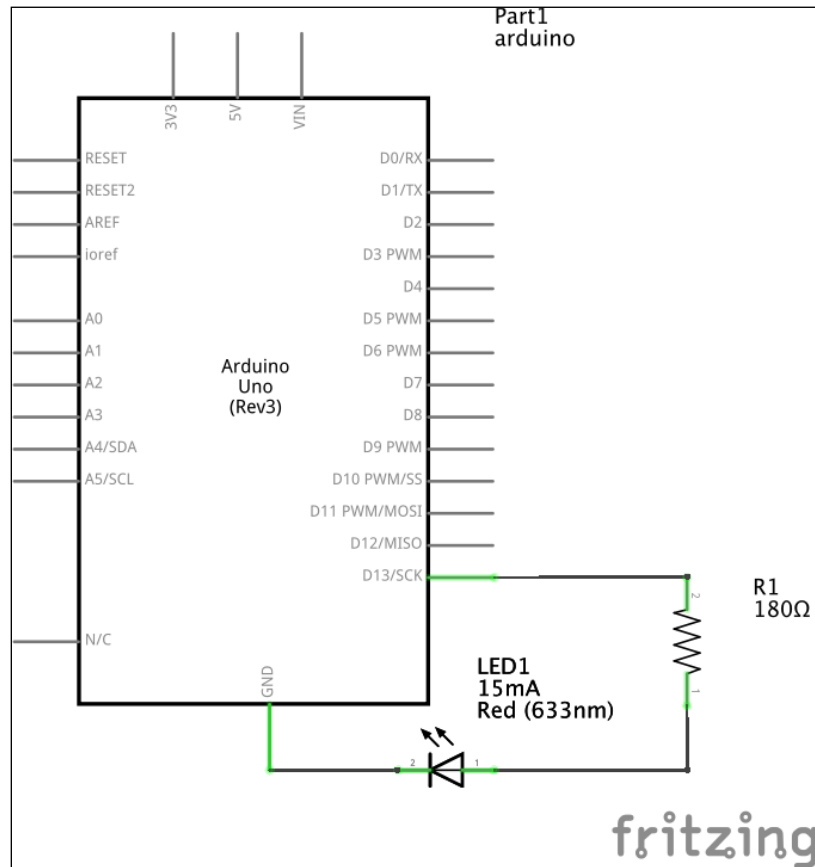 Part1
arduino
3V3
5V
VIN
RESET
RESET2
AREF
ioref
A0
A1
A2
A3
A4/SDA
A5/SCL
N/C
Arduino
Uno
(Rev3)
D0/RX
D1/TX
D2
D3 PWM
D4
D5 PWM
D6 PWM
D7
D8
D9 PWM
D10 PWM/SS
D11 PWM/MOSI
D12/MISO
D13/SCK
GND
2
1
R1
180Ω
LED1
15mA
Red (633nm)
2
1
fritzing